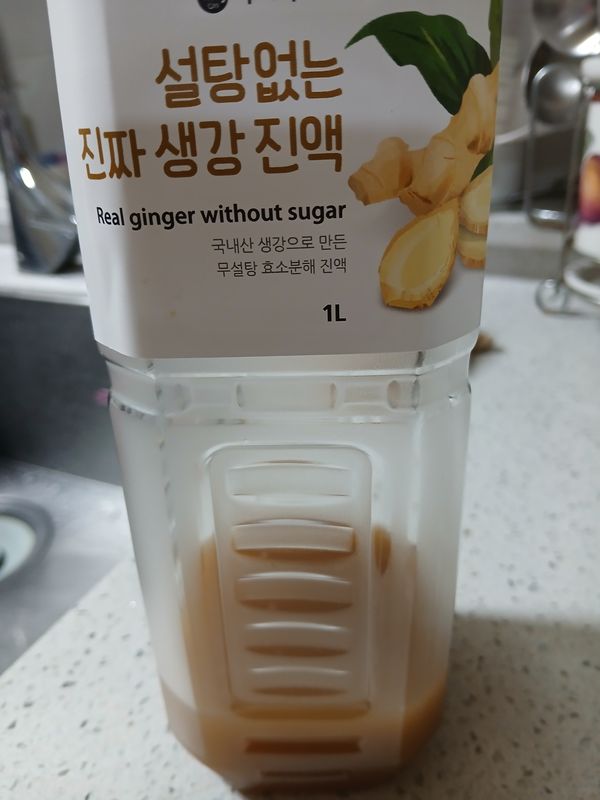 설탕없는
진짜 생강 진액
Real ginger without sugar
국내산 생강으로 만든
무설탕 효소분해 진액
1L